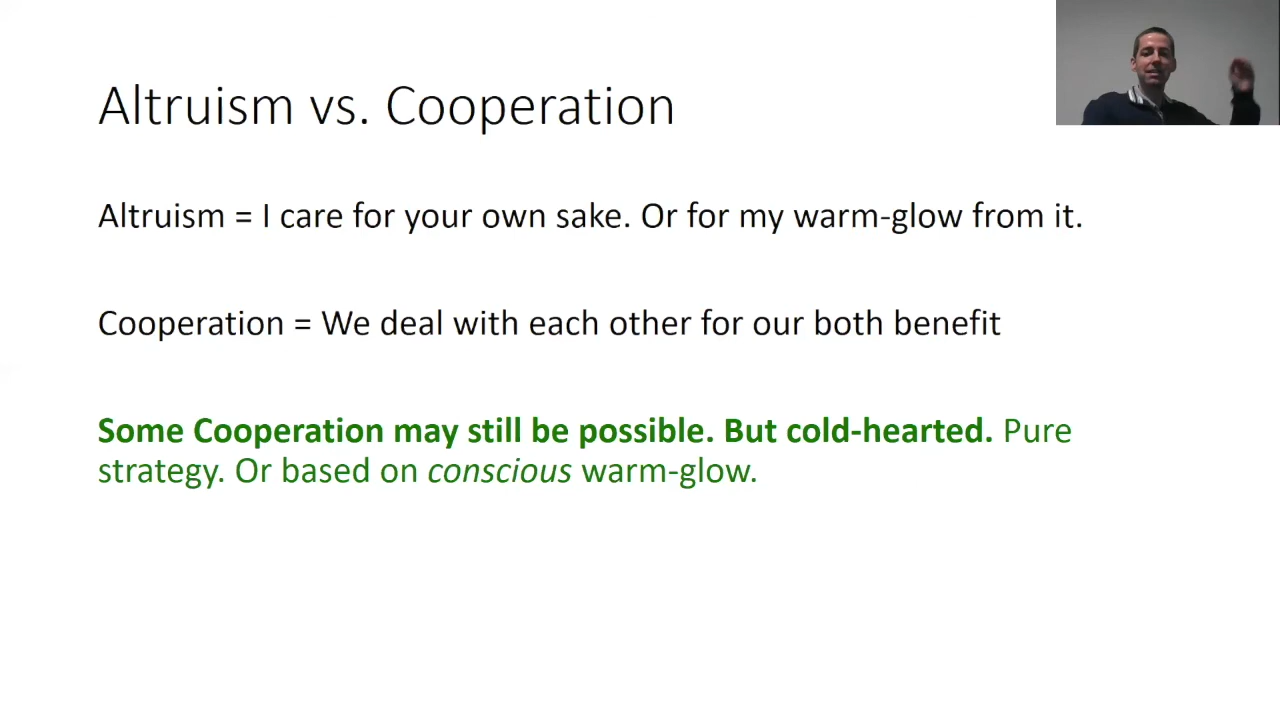 Altruism vs. Cooperation
Altruism = I care for your own sake. Or for my warm-glow from it.
Cooperation = We deal with each other for our both benefit
Some Cooperation may still be possible. But cold-hearted. Pure
strategy. Or based on conscious warm-glow.